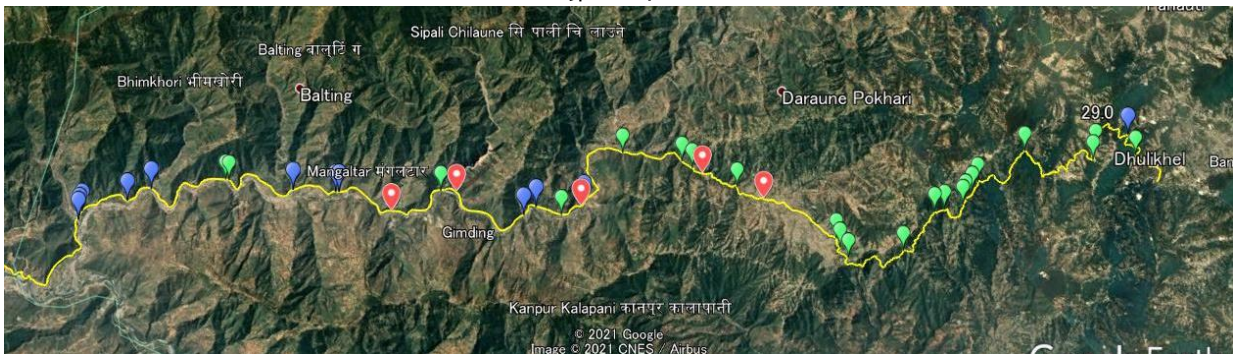 Sipali Chilaune सि पाली चि लाउने
Balting बाल्टिं ग
Bhimkhori भीमखोरी
Balting
Daraune Pokhari
29.0
Dhulikhel
Mangaltar मंगलटार
Gimding
Kanpur Kalapani कानपुर कालापानी
© 2021 Google
Image © 2021 CNES / Airbus